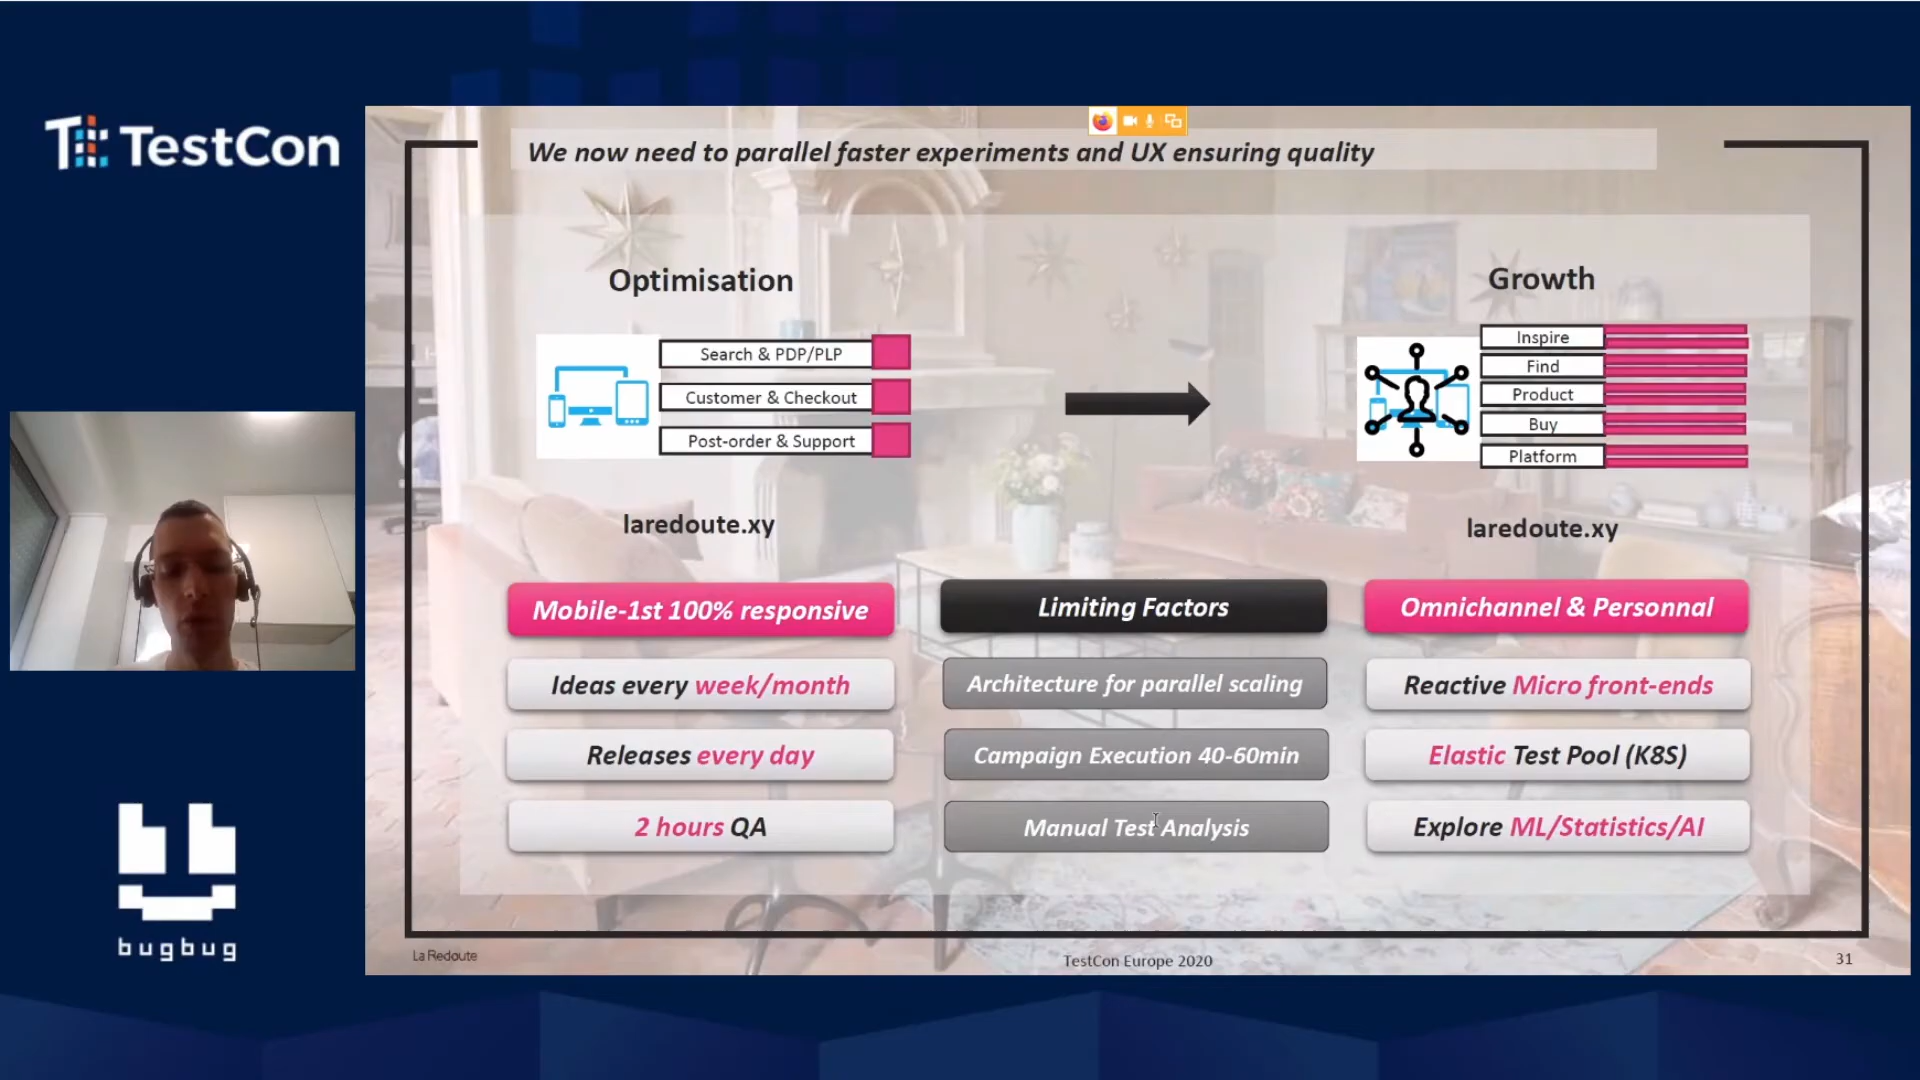 TestCon
We now need to parallel faster experiments and UX ensuring quality
Optimisation
Growth
Search & PDP/PLP
Customer & Checkout
Post-order & Support
Inspire
Find
Product
Buy
Platform
laredoute.xy
laredoute.xy
Mobile-1st 100% responsive
Limiting Factors
Omnichannel & Personnal
Ideas every week/month
Architecture for parallel scaling
Reactive Micro front-ends
Releases every day
Campaign Execution 40-60min
Elastic Test Pool (K8S)
2 hours QA
Manual Test Analysis
Explore ML/Statistics/AI
bugbug
La Redoute
TestCon Europe 2020
31